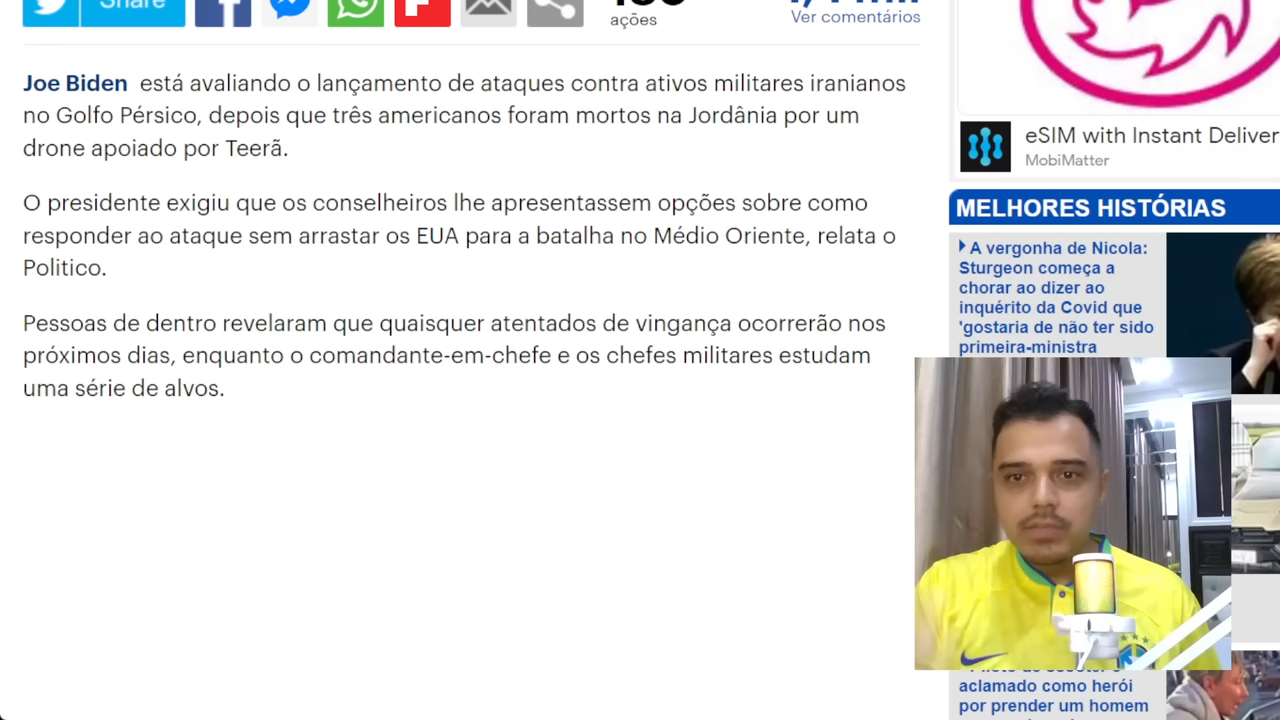 Share
ações
Ver comentários
Joe Biden está avaliando o lançamento de ataques contra ativos militares iranianos
no Golfo Pérsico, depois que três americanos foram mortos na Jordânia por um
drone apoiado por Teerã.
O presidente exigiu que os conselheiros lhe apresentassem opções sobre como
responder ao ataque sem arrastar os EUA para a batalha no Médio Oriente, relata o
Politico.
Pessoas de dentro revelaram que quaisquer atentados de vingança ocorrerão nos
próximos dias, enquanto o comandante-em-chefe e os chefes militares estudam
uma série de alvos.
eSIM with Instant Deliver
MobiMatter
MELHORES HISTÓRIAS
A vergonha de Nicola:
Sturgeon começa a
chorar ao dizer ao
inquérito da Covid que
'gostaria de não ter sido
primeira-ministra
aclamado como herói
por prender um homem